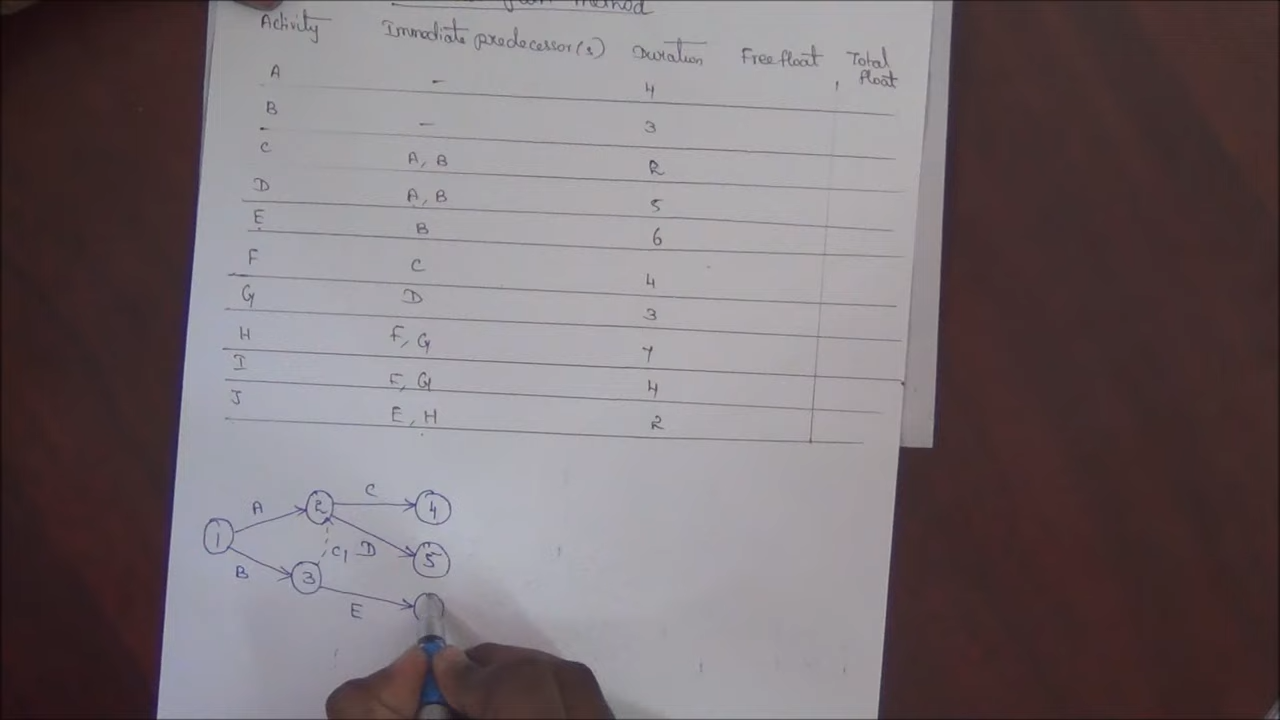 Method
Activity Immediate predecessor(s) Duration Free float Total float
A - 4
B - 3
C A, B 2
D A, B 5
E B 6
F C 4
G D 3
H F, G 7
I F, G 4
J E, H 2
1 A 2 C 4
B 3 C1 D 5
E